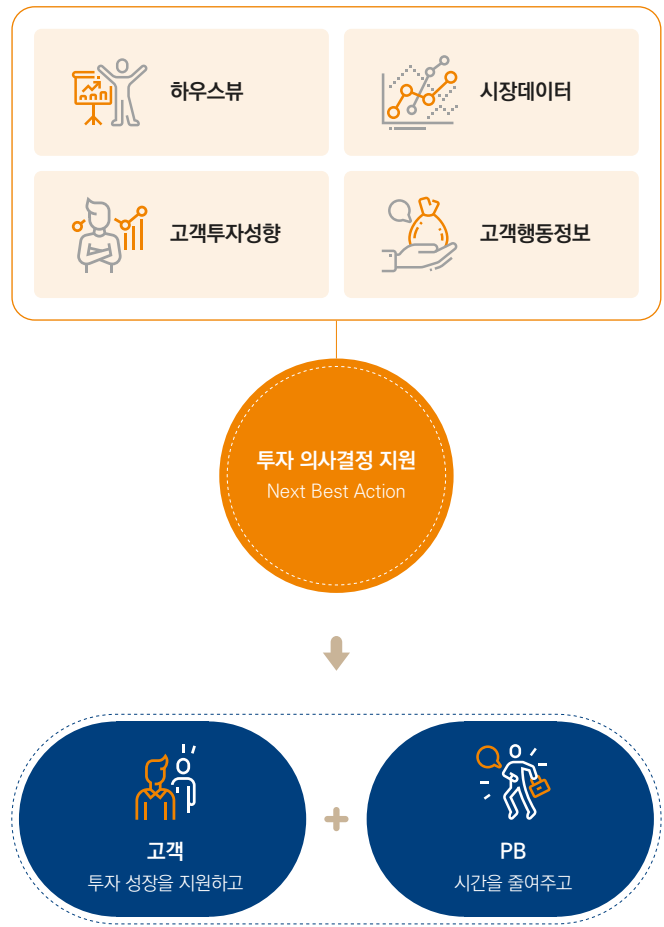 하우스뷰
시장데이터
고객투자성향
고객행동정보
투자 의사결정 지원
Next Best Action
고객
투자 성장을 지원하고
PB
시간을 줄여주고